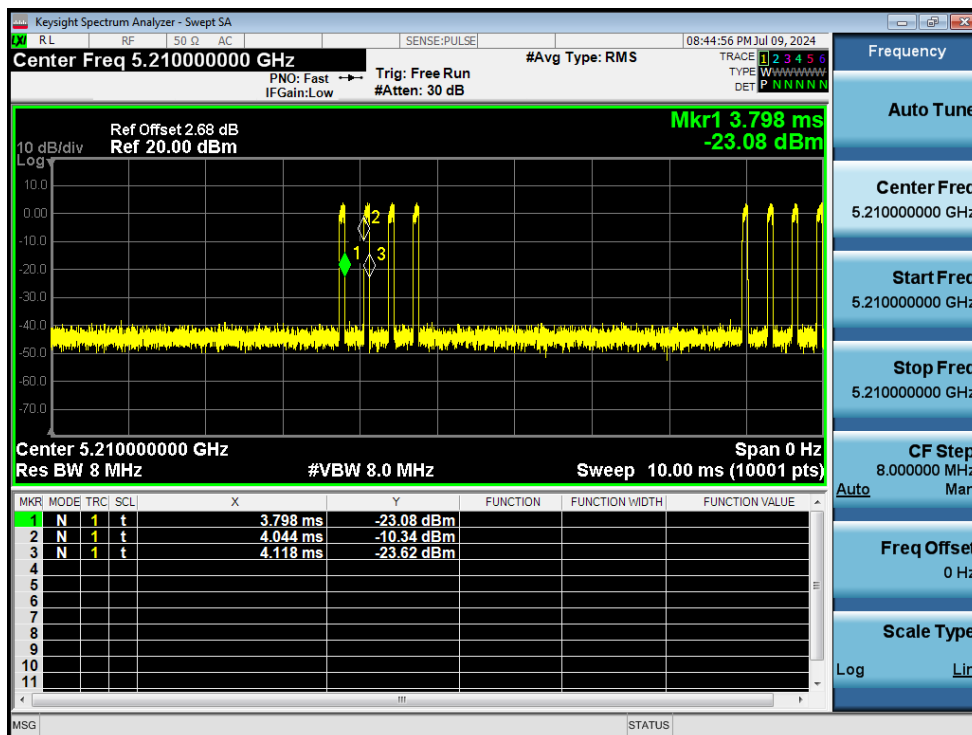 Keysight Spectrum Analyzer - Swept SA
LXI RL RF 50 Ω AC SENSE:PULSE 08:44:56 PM Jul 09, 2024
Center Freq 5.210000000 GHz #Avg Type: RMS TRACE 1 2 3 4 5 6
PNO: Fast Trig: Free Run TYPE WWWWWW
IFGain:Low #Atten: 30 dB DET P N N N N N
Mkr1 3.798 ms
-23.08 dBm
Ref Offset 2.68 dB
10 dB/div Ref 20.00 dBm
Log
10.0
0.00
-10.0
-20.0
-30.0
-40.0
-50.0
-60.0
-70.0
2
1 3
Center 5.210000000 GHz Span 0 Hz
Res BW 8 MHz #VBW 8.0 MHz Sweep 10.00 ms (10001 pts)
MKR MODE TRC SCL X Y FUNCTION FUNCTION WIDTH FUNCTION VALUE
1 N 1 t 3.798 ms -23.08 dBm
2 N 1 t 4.044 ms -10.34 dBm
3 N 1 t 4.118 ms -23.62 dBm
4
5
6
7
8
9
10
11
MSG STATUS
Frequency
Auto Tune
Center Freq
5.210000000 GHz
Start Freq
5.210000000 GHz
Stop Freq
5.210000000 GHz
CF Step
8.000000 MHz
Auto Man
Freq Offset
0 Hz
Scale Type
Log Lin